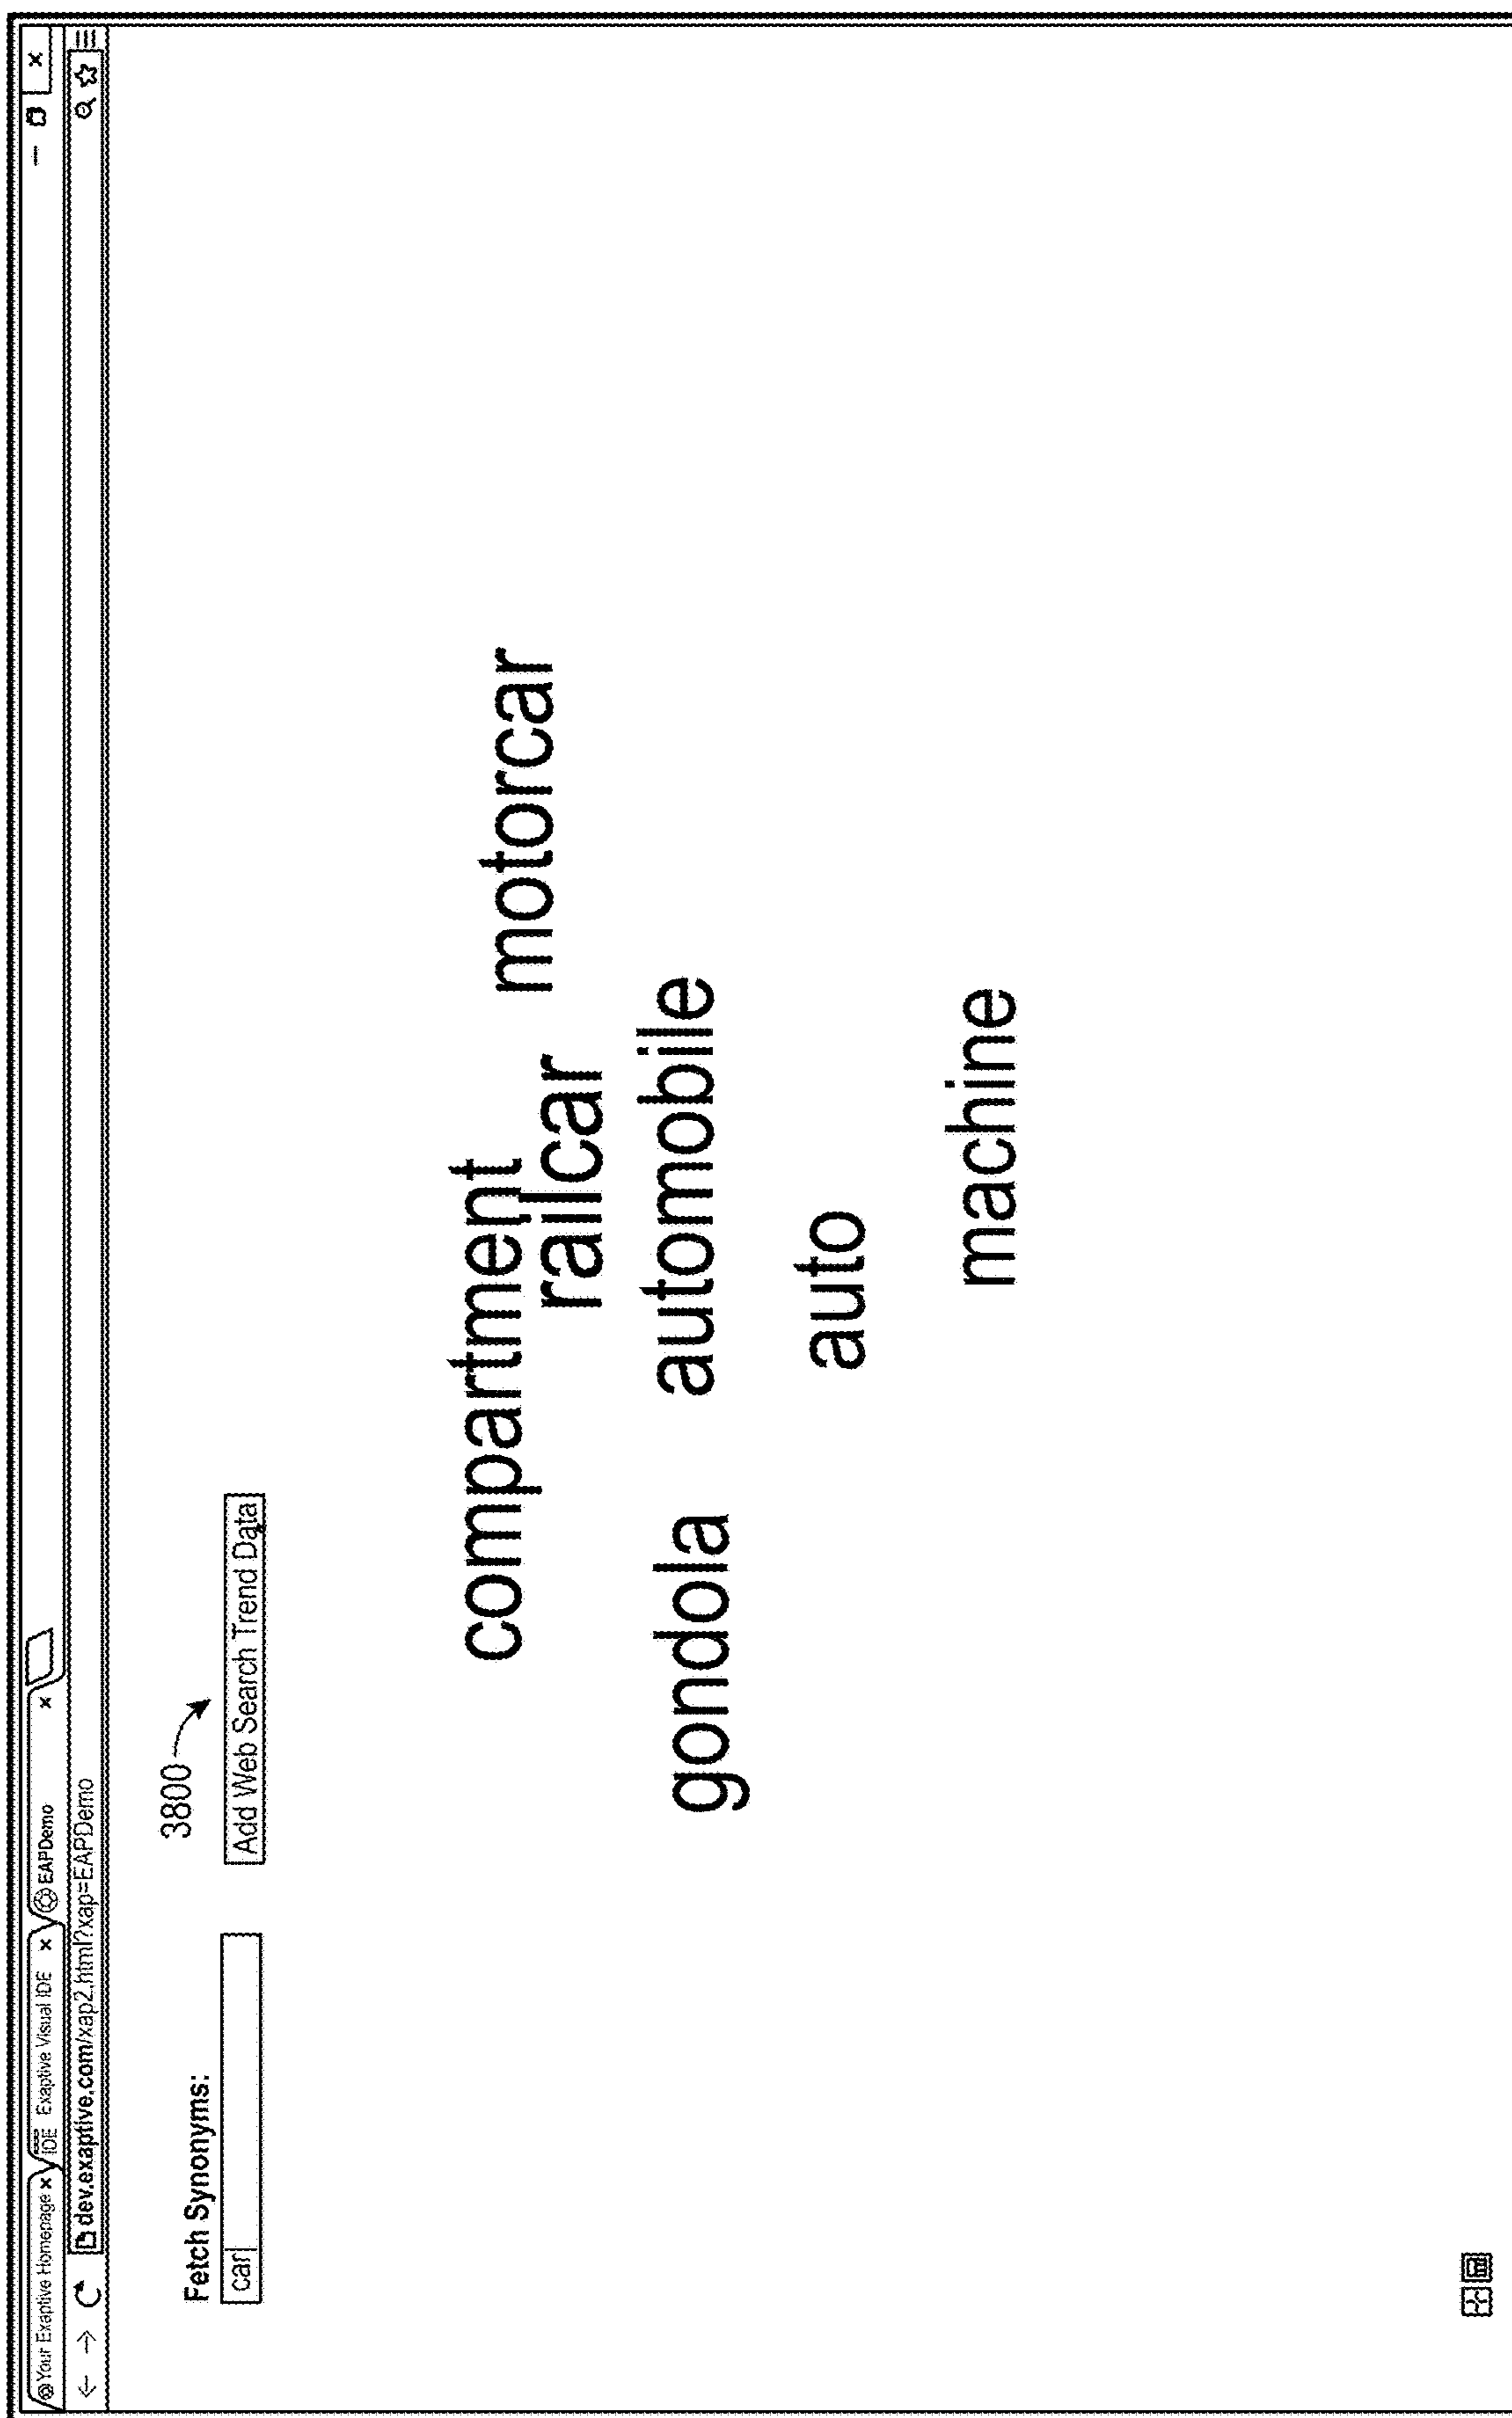 Your Exaptive Homepage x IDE Exaptive Visual IDE x EAPDemo x
dev.exaptive.com/xap2.html?xap=EAPDemo
3800
Fetch Synonyms:
car
Add Web Search Trend Data
compartment
motorcar
railcar
gondola
automobile
auto
machine